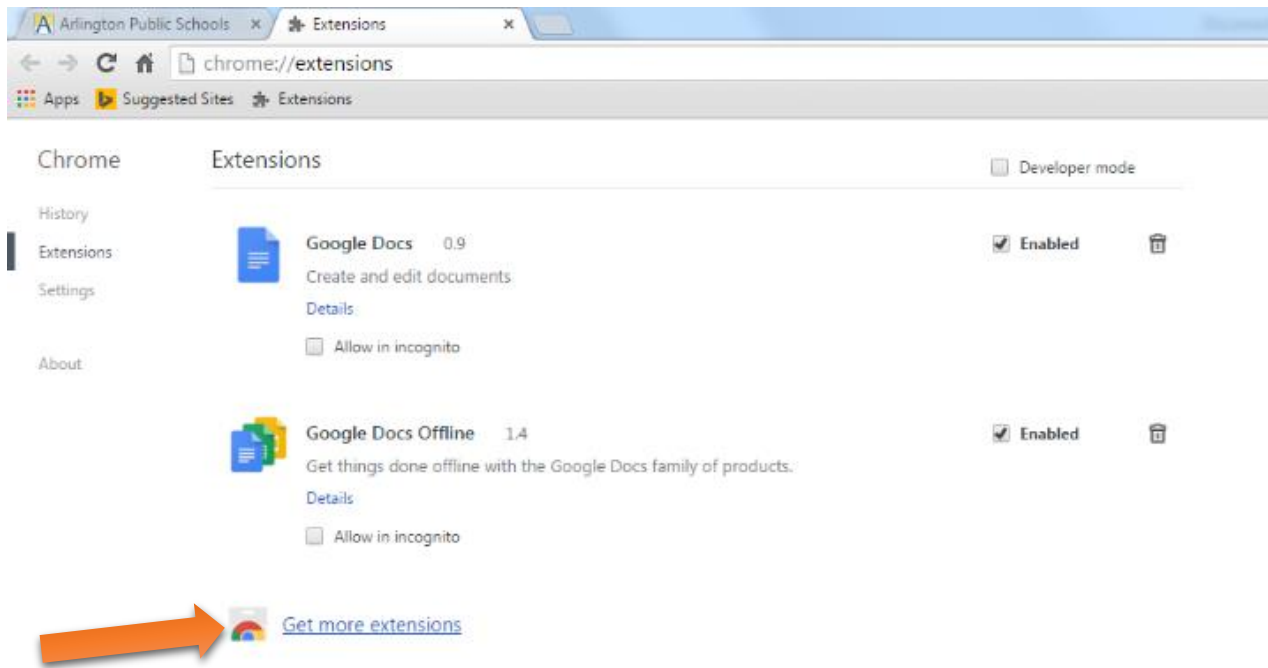 Arlington Public Schools Extensions
chrome://extensions
Apps Suggested Sites Extensions
Chrome Extensions Developer mode
History
Extensions
Settings
About
Google Docs 0.9 Enabled
Create and edit documents
Details
Allow in incognito
Google Docs Offline 1.4 Enabled
Get things done offline with the Google Docs family of products.
Details
Allow in incognito
Get more extensions